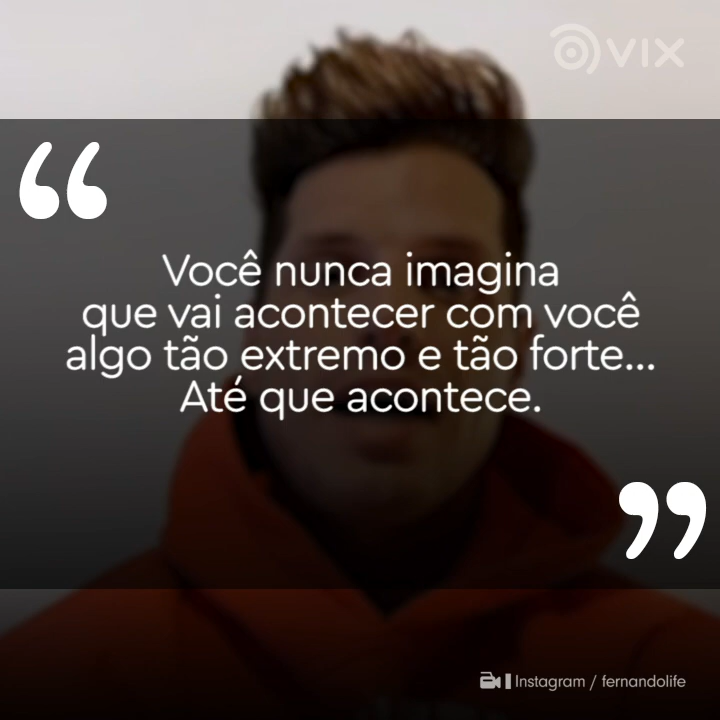 VIX
“
Você nunca imagina
que vai acontecer com você
algo tão extremo e tão forte...
Até que acontece.
”
Instagram / fernandolife